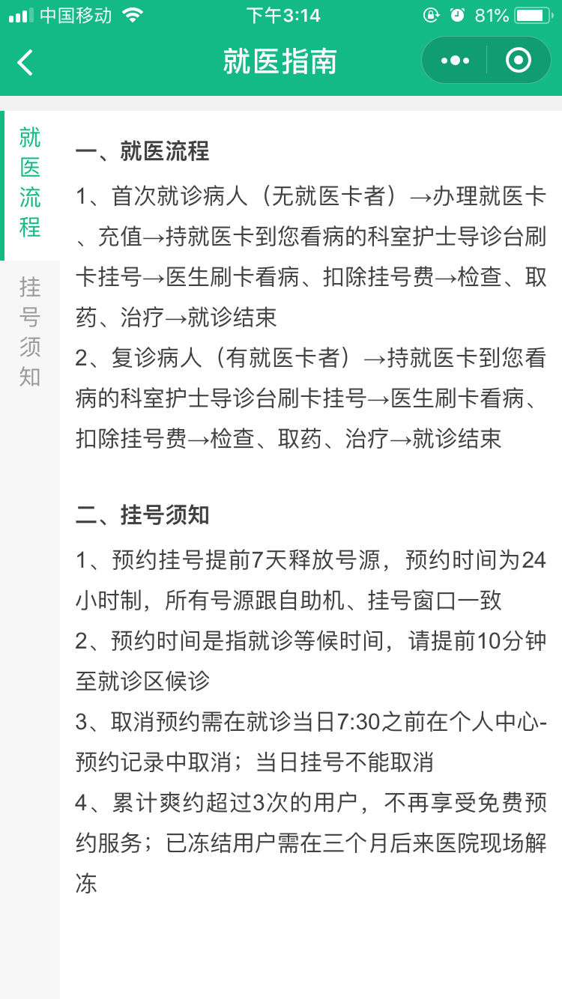 中国移动 下午3:14 81%
就医指南
就医流程
挂号须知
一、就医流程
1、首次就诊病人（无就医卡者）→办理就医卡
、充值→持就医卡到您看病的科室护士导诊台刷
卡挂号→医生刷卡看病、扣除挂号费→检查、取
药、治疗→就诊结束
2、复诊病人（有就医卡者）→持就医卡到您看
病的科室护士导诊台刷卡挂号→医生刷卡看病、
扣除挂号费→检查、取药、治疗→就诊结束
二、挂号须知
1、预约挂号提前7天释放号源，预约时间为24
小时制，所有号源跟自助机、挂号窗口一致
2、预约时间是指就诊等候时间，请提前10分钟
至就诊区候诊
3、取消预约需在就诊当日7:30之前在个人中心-
预约记录中取消；当日挂号不能取消
4、累计爽约超过3次的用户，不再享受免费预
约服务；已冻结用户需在三个月后来医院现场解
冻